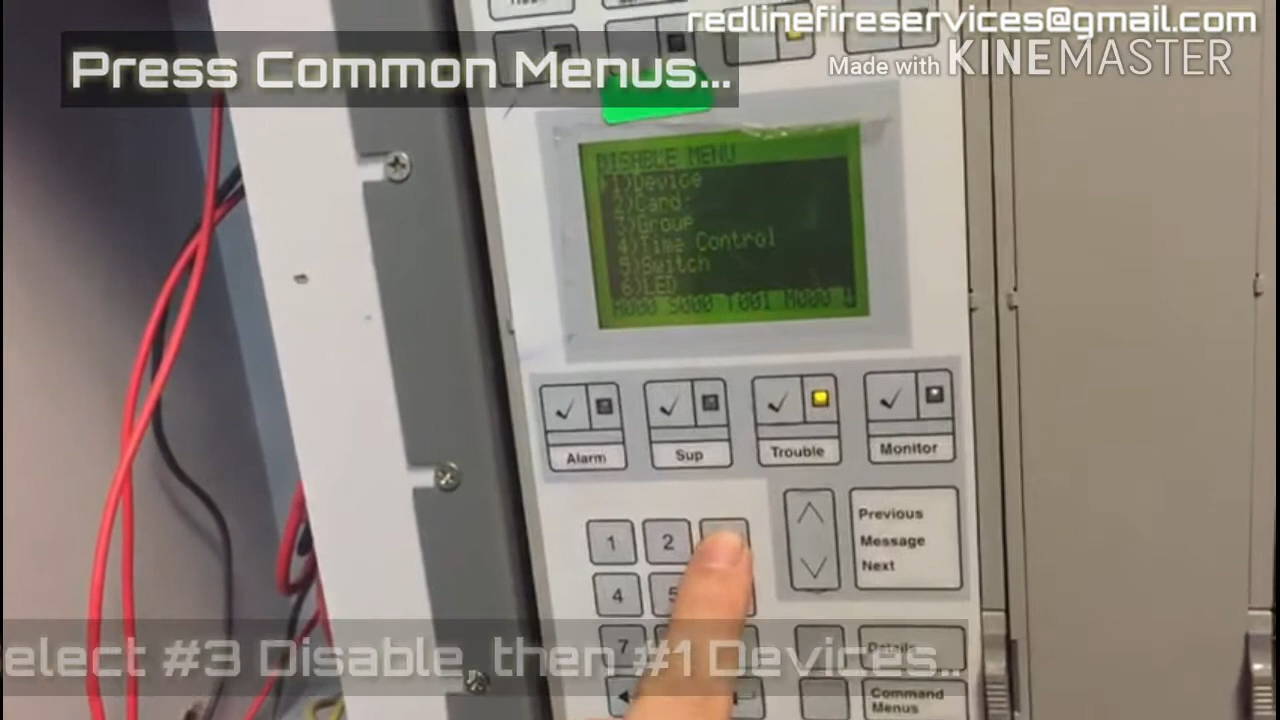 redlinefireservices@gmail.com
Press Common Menus...
Made with KINEMASTER
DISABLE MENU
1)Device
2)Card:
3)Group
4)Time Control
5)Switch
6)LED
A000 S000 T001 M000
Alarm
Sup
Trouble
Monitor
1
2
Previous
Message
Next
4
5
7
elect #3 Disable, then #1 Devices..
Details
Command
Menus